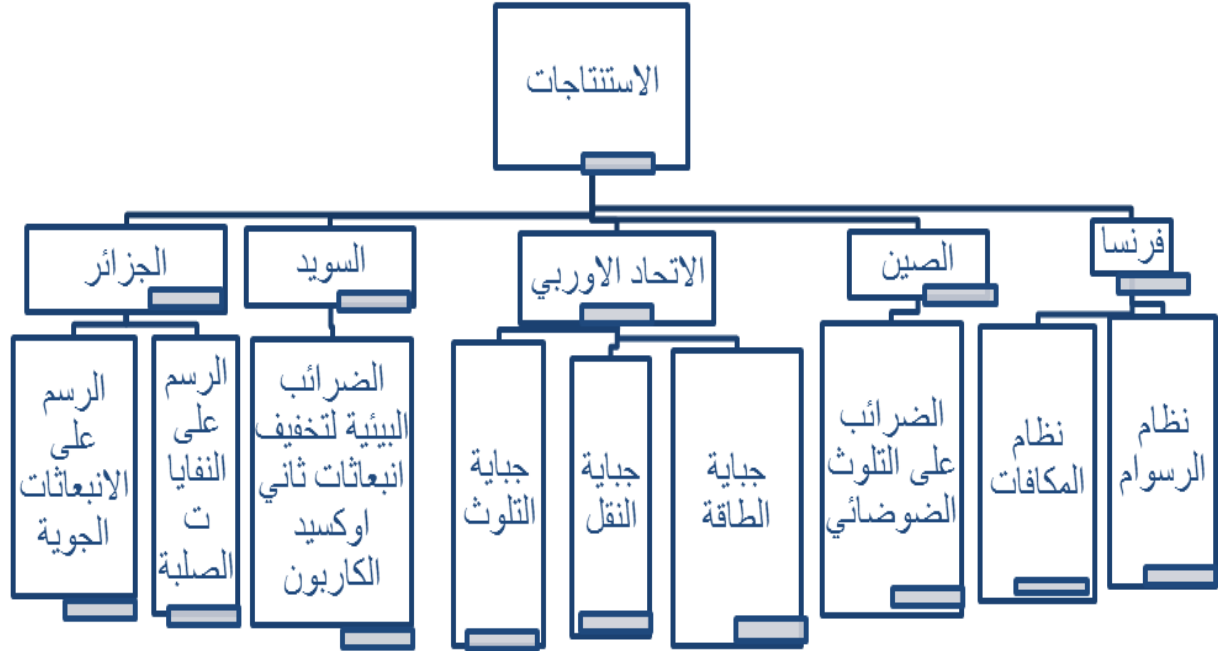 الاستنتاجات
فرنسا
الصين
الاتحاد الاوربي
السويد
الجزائر
نظام
الرسوام
نظام
المكافات
الضرائب
على التلوث
الضوضائي
جباية
الطاقة
جباية
النقل
جباية
التلوث
الضرائب
البيئية لتخفيف
انبعاثات ثاني
اوكسيد
الكاربون
الرسم
على
النفايا
ت
الصلبة
الرسم
على
الانبعاثات
الجوية